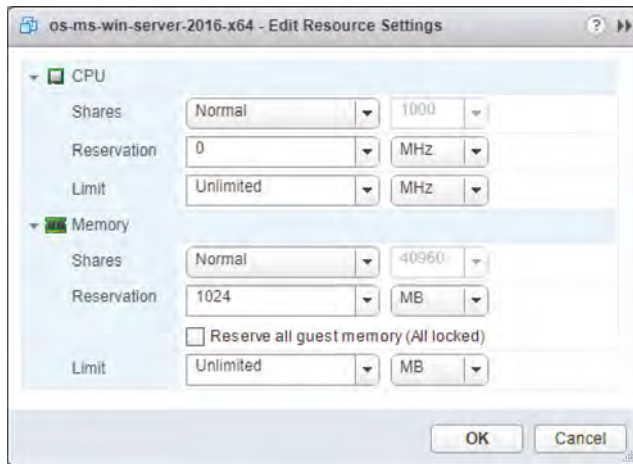 os-ms-win-server-2016-x64 - Edit Resource Settings ?
CPU
Shares Normal 1000
Reservation 0 MHz
Limit Unlimited MHz
Memory
Shares Normal 40960
Reservation 1024 MB
Reserve all guest memory (All locked)
Limit Unlimited MB
OK Cancel